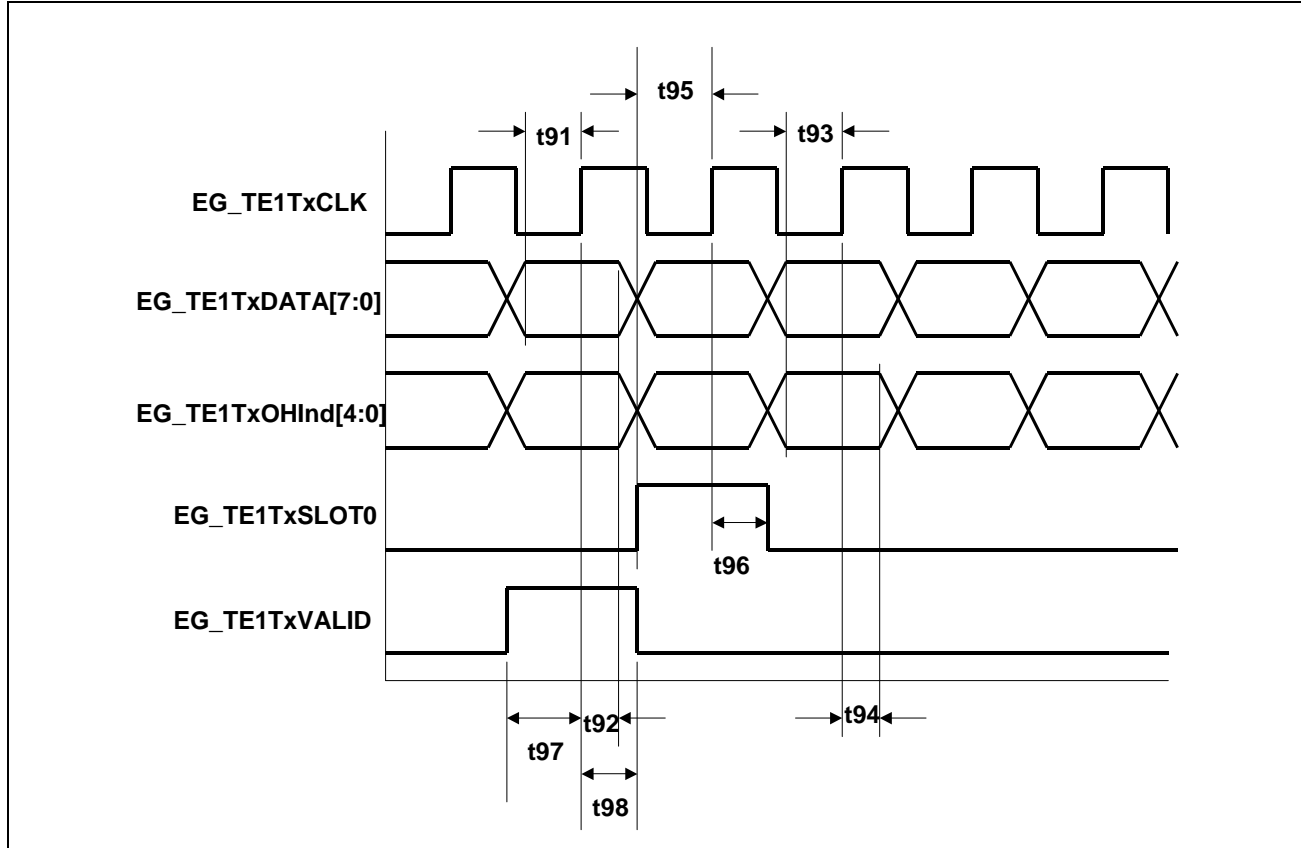 t95
t91
t93
EG_TE1TxCLK
EG_TE1TxDATA[7:0]
EG_TE1TxOHInd[4:0]
EG_TE1TxSLOT0
t96
EG_TE1TxVALID
t92
t94
t97
t98